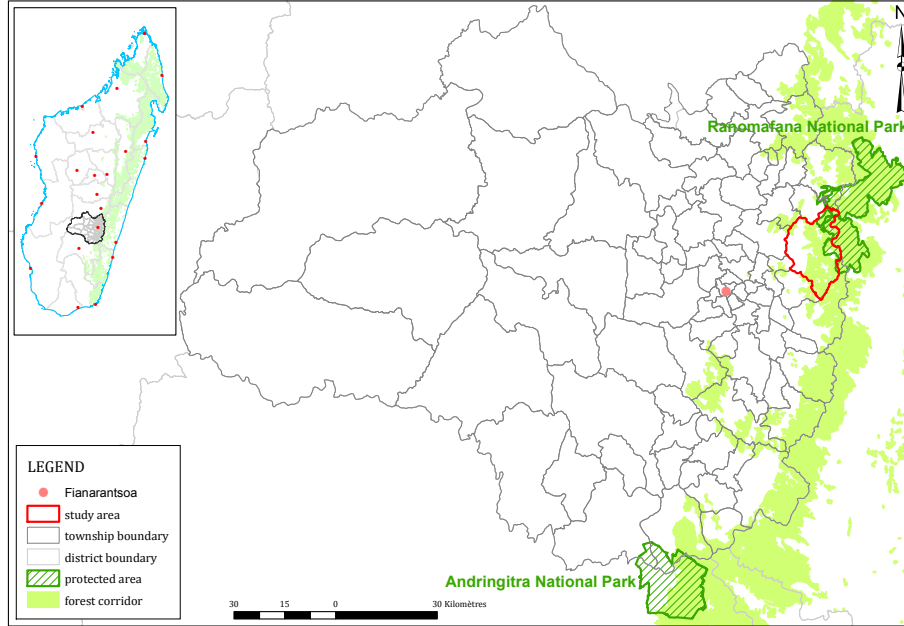 N
Ranomafana National Park
Andringitra National Park
LEGEND
Fianarantsoa
study area
township boundary
district boundary
protected area
forest corridor
30 15 0 30 Kilomètres